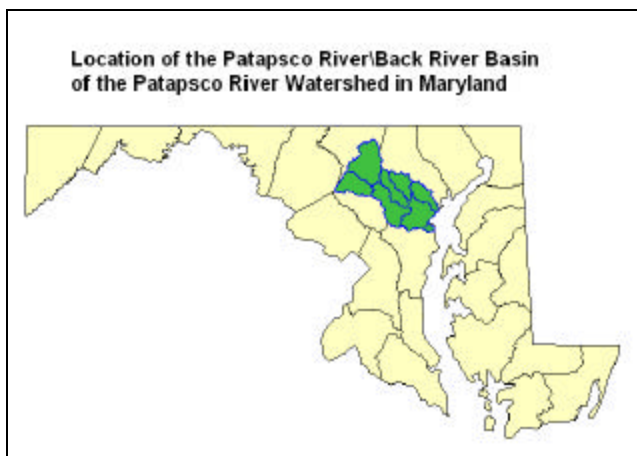 Location of the Patapsco River\Back River Basin
of the Patapsco River Watershed in Maryland